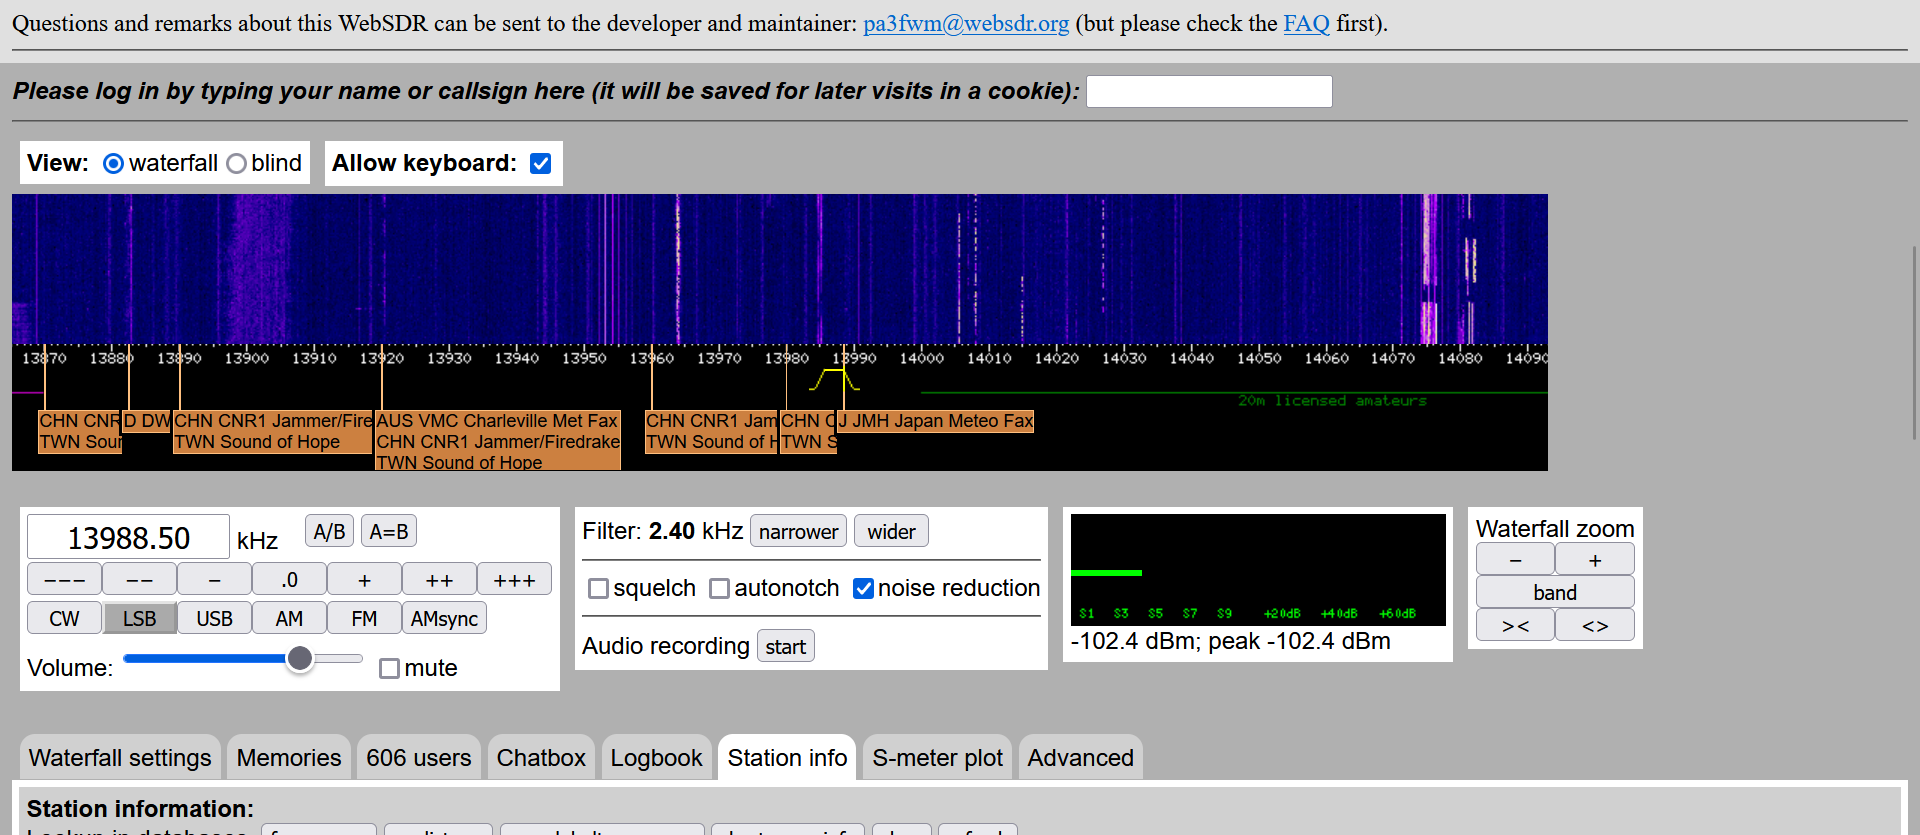 Questions and remarks about this WebSDR can be sent to the developer and maintainer: pa3fwm@websdr.org (but please check the FAQ first).
Please log in by typing your name or callsign here (it will be saved for later visits in a cookie):
View: waterfall blind Allow keyboard:
13870 13880 13890 13900 13910 13920 13930 13940 13950 13960 13970 13980 13990 14000 14010 14020 14030 14040 14050 14060 14070 14080 14090
20m licensed amateurs
CHN CNR D DW CHN CNR1 Jammer/Fire AUS VMC Charleville Met Fax CHN CNR1 Jam CHN C J JMH Japan Meteo Fax
TWN Sou TWN Sound of Hope CHN CNR1 Jammer/Firedrake TWN Sound of H TWN S
TWN Sound of Hope
13988.50 kHz A/B A=B
--- -- - .0 + ++ +++
CW LSB USB AM FM AMsync
Volume: mute
Filter: 2.40 kHz narrower wider
squelch autonotch noise reduction
Audio recording start
S1 S3 S5 S7 S9 +20dB +40dB +60dB
-102.4 dBm; peak -102.4 dBm
Waterfall zoom
- +
band
>< <>
Waterfall settings Memories 606 users Chatbox Logbook Station info S-meter plot Advanced
Station information: